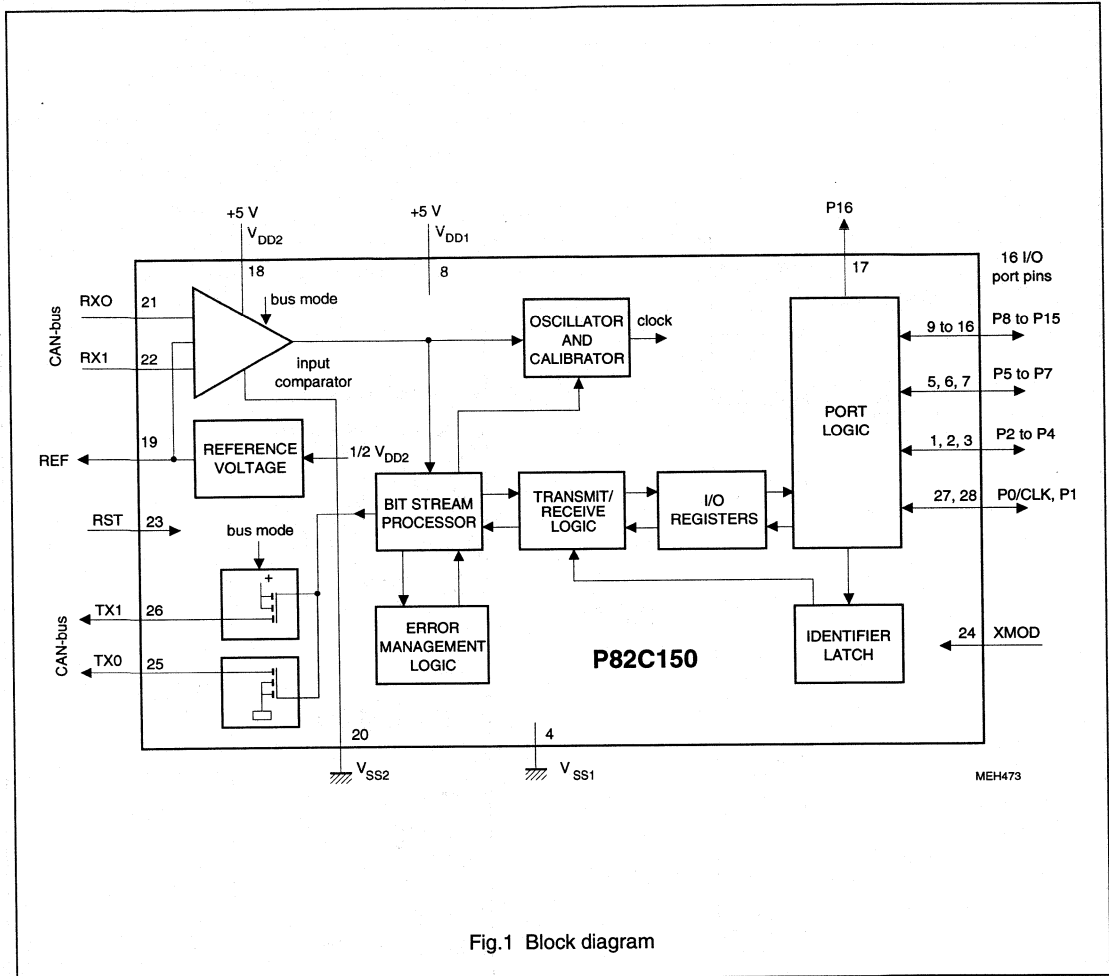 +5 V
VDD2
18
+5 V
VDD1
8
P16
17
16 I/O
port pins
CAN-bus
RXO
21
RX1
22
bus mode
input
comparator
OSCILLATOR
AND
CALIBRATOR
clock
PORT
LOGIC
9 to 16
P8 to P15
5, 6, 7
P5 to P7
1, 2, 3
P2 to P4
27, 28
P0/CLK, P1
REF
19
REFERENCE
VOLTAGE
1/2 VDD2
BIT STREAM
PROCESSOR
TRANSMIT/
RECEIVE
LOGIC
I/O
REGISTERS
RST
23
bus mode
+
CAN-bus
TX1
26
TX0
25
ERROR
MANAGEMENT
LOGIC
P82C150
IDENTIFIER
LATCH
24
XMOD
20
VSS2
4
VSS1
MEH473
Fig.1 Block diagram